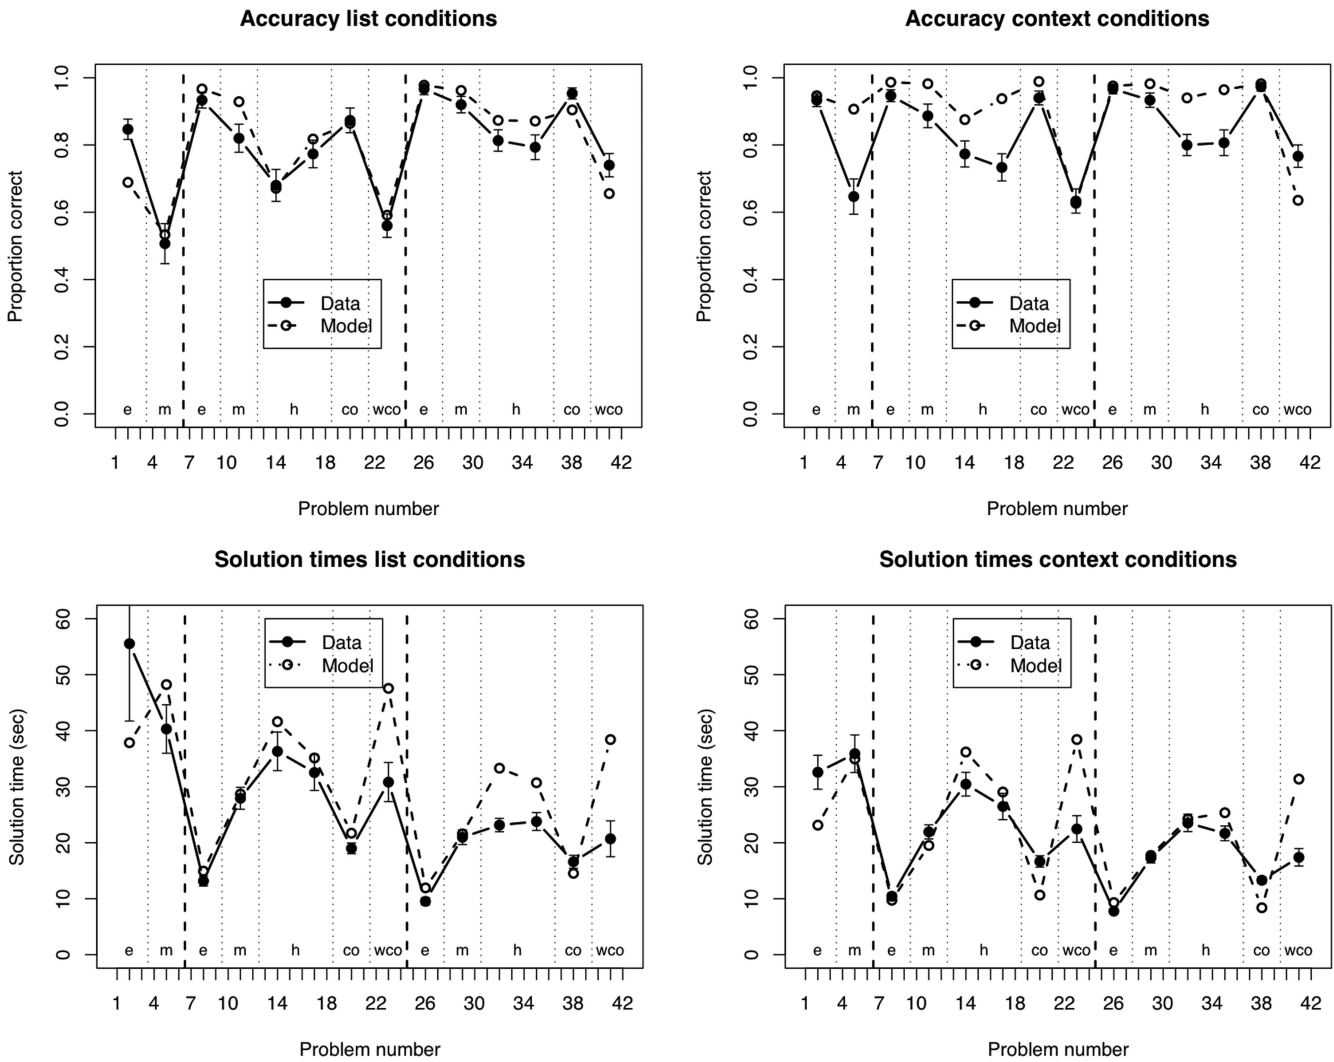 Accuracy list conditions
Proportion correct
0.0 0.2 0.4 0.6 0.8 1.0
Data
Model
e m e m h co wco e m h co wco
1 4 7 10 14 18 22 26 30 34 38 42
Problem number
Accuracy context conditions
Proportion correct
0.0 0.2 0.4 0.6 0.8 1.0
Data
Model
e m e m h co wco e m h co wco
1 4 7 10 14 18 22 26 30 34 38 42
Problem number
Solution times list conditions
Solution time (sec)
0 10 20 30 40 50 60
Data
Model
e m e m h co wco e m h co wco
1 4 7 10 14 18 22 26 30 34 38 42
Problem number
Solution times context conditions
Solution time (sec)
0 10 20 30 40 50 60
Data
Model
e m e m h co wco e m h co wco
1 4 7 10 14 18 22 26 30 34 38 42
Problem number